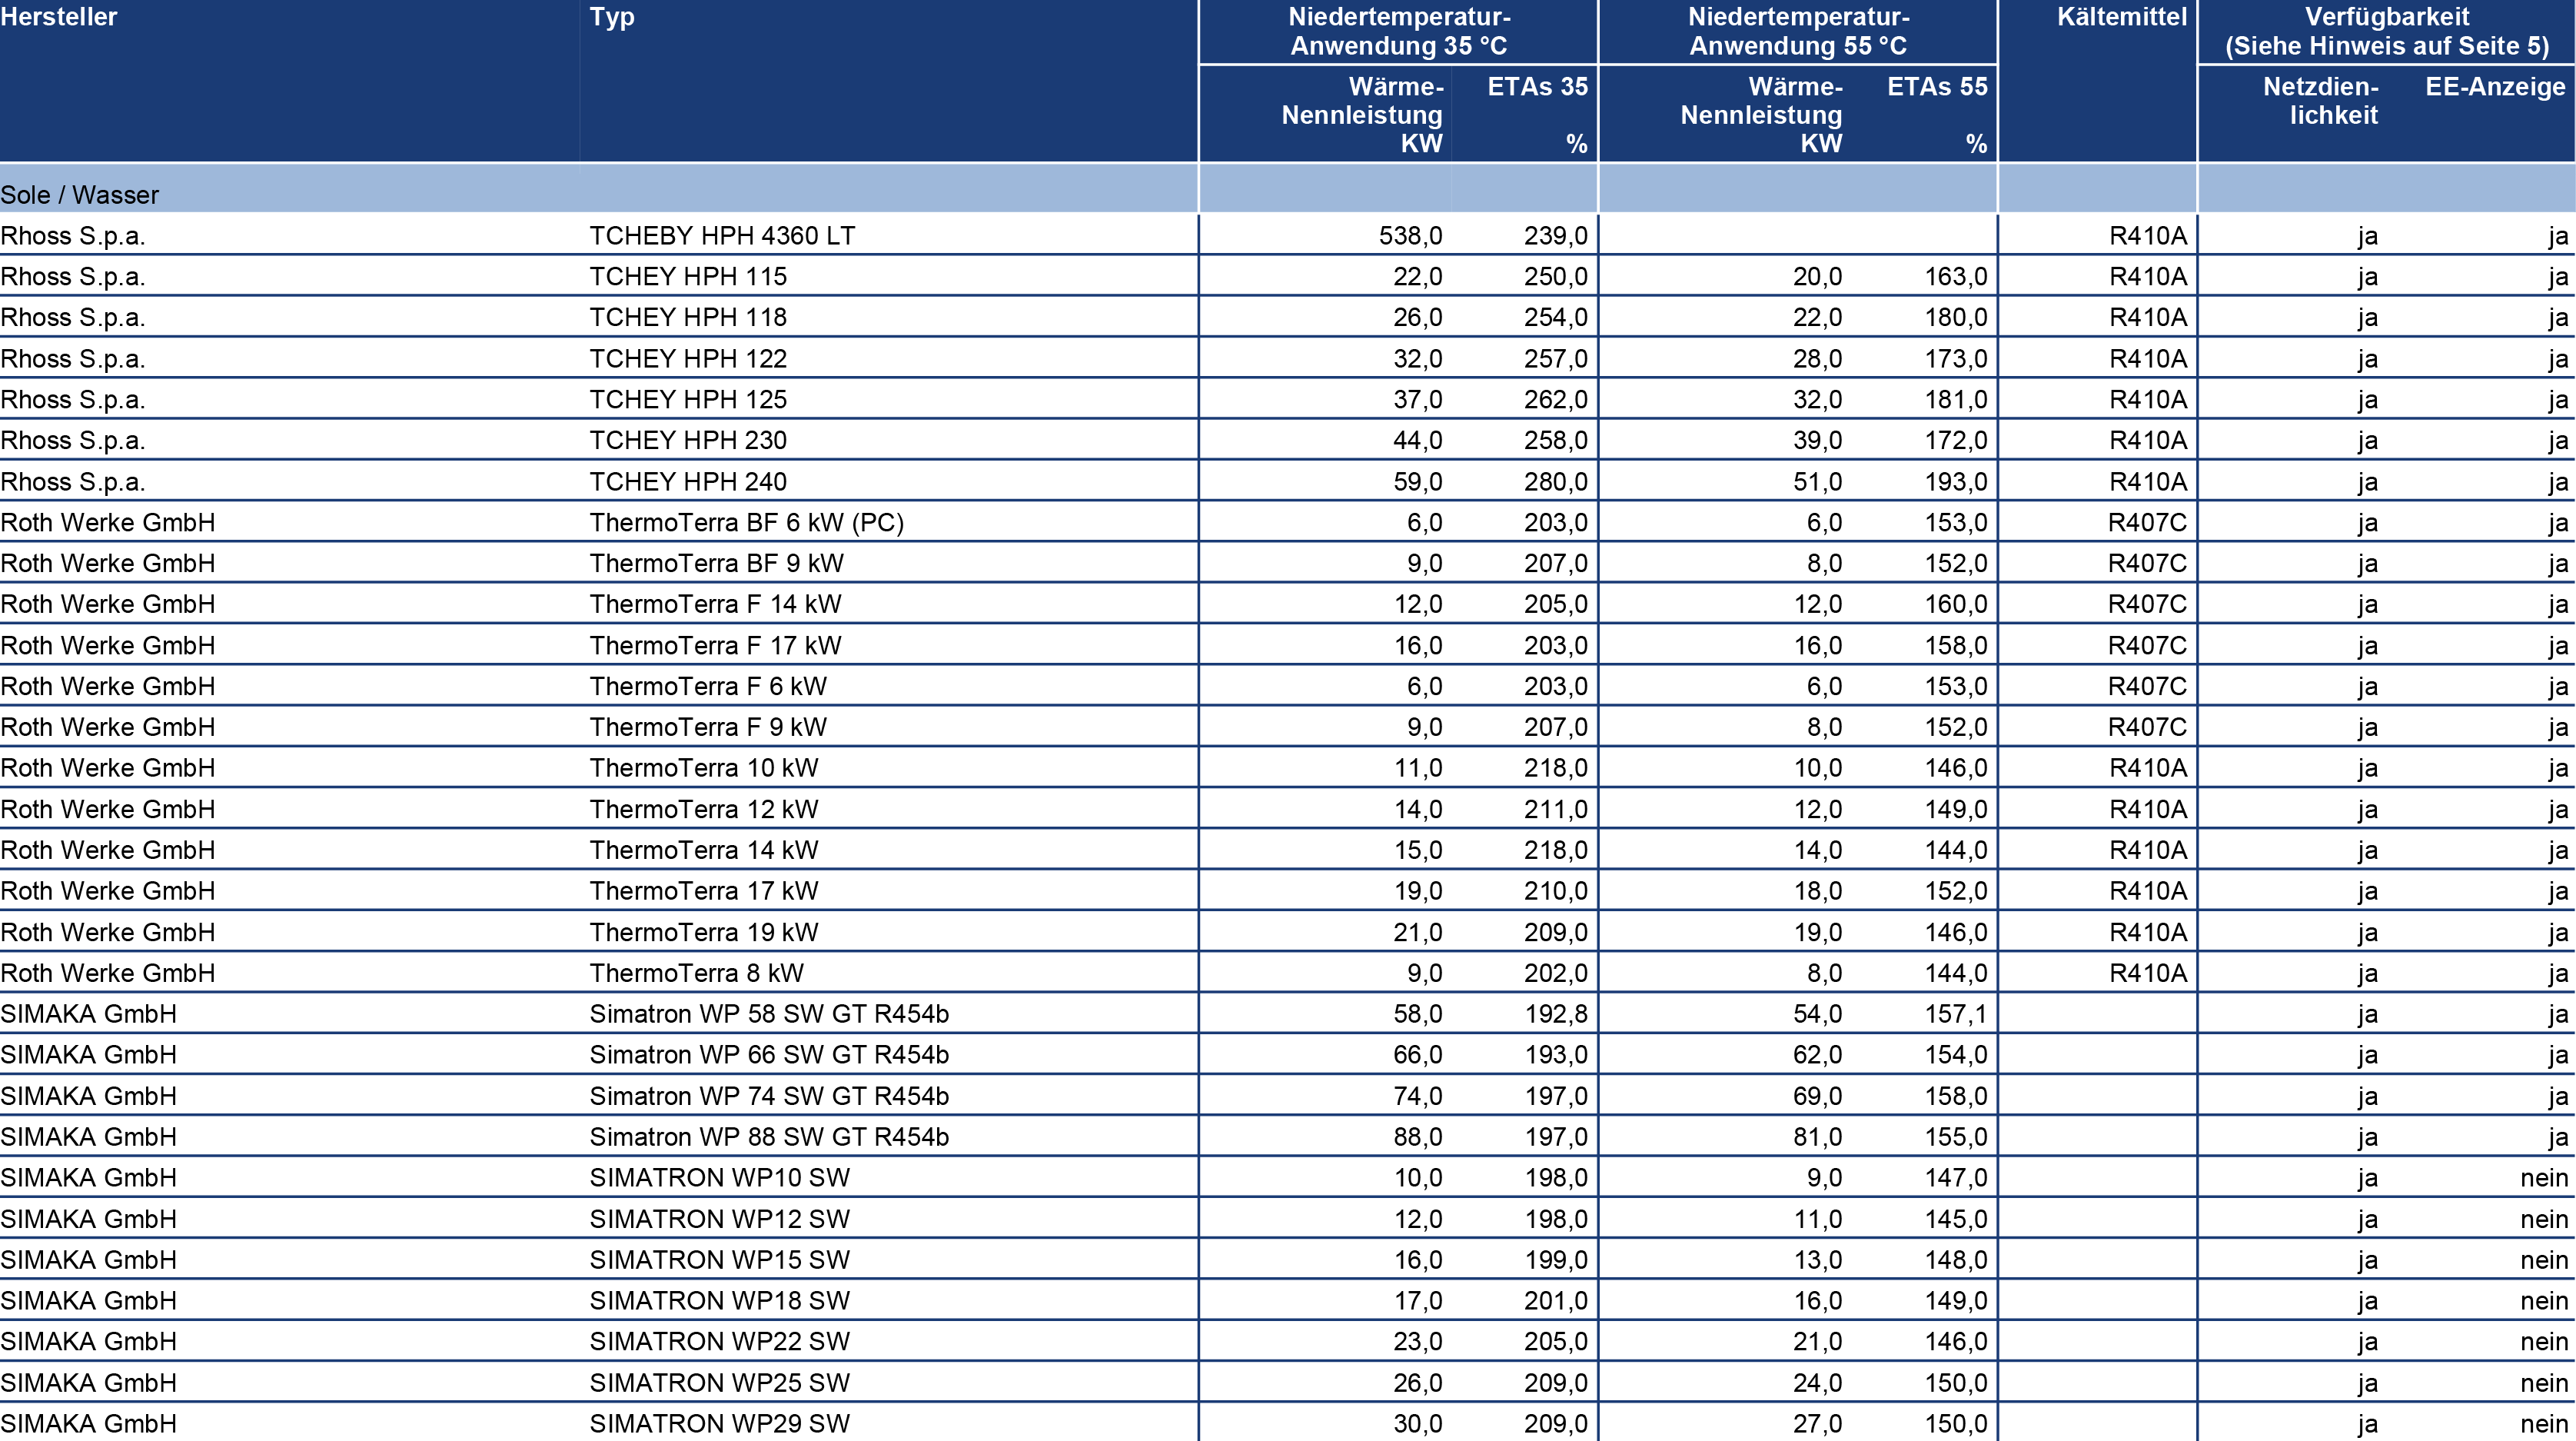 Hersteller Typ Niedertemperatur- Niedertemperatur- Kältemittel Verfügbarkeit
Anwendung 35 °C Anwendung 55 °C (Siehe Hinweis auf Seite 5)
Wärme- ETAs 35 Wärme- ETAs 55 Netzdien- EE-Anzeige
Nennleistung Nennleistung lichkeit
KW % KW %
Sole / Wasser
Rhoss S.p.a. TCHEBY HPH 4360 LT 538,0 239,0 R410A ja ja
Rhoss S.p.a. TCHEY HPH 115 22,0 250,0 20,0 163,0 R410A ja ja
Rhoss S.p.a. TCHEY HPH 118 26,0 254,0 22,0 180,0 R410A ja ja
Rhoss S.p.a. TCHEY HPH 122 32,0 257,0 28,0 173,0 R410A ja ja
Rhoss S.p.a. TCHEY HPH 125 37,0 262,0 32,0 181,0 R410A ja ja
Rhoss S.p.a. TCHEY HPH 230 44,0 258,0 39,0 172,0 R410A ja ja
Rhoss S.p.a. TCHEY HPH 240 59,0 280,0 51,0 193,0 R410A ja ja
Roth Werke GmbH ThermoTerra BF 6 kW (PC) 6,0 203,0 6,0 153,0 R407C ja ja
Roth Werke GmbH ThermoTerra BF 9 kW 9,0 207,0 8,0 152,0 R407C ja ja
Roth Werke GmbH ThermoTerra F 14 kW 12,0 205,0 12,0 160,0 R407C ja ja
Roth Werke GmbH ThermoTerra F 17 kW 16,0 203,0 16,0 158,0 R407C ja ja
Roth Werke GmbH ThermoTerra F 6 kW 6,0 203,0 6,0 153,0 R407C ja ja
Roth Werke GmbH ThermoTerra F 9 kW 9,0 207,0 8,0 152,0 R407C ja ja
Roth Werke GmbH ThermoTerra 10 kW 11,0 218,0 10,0 146,0 R410A ja ja
Roth Werke GmbH ThermoTerra 12 kW 14,0 211,0 12,0 149,0 R410A ja ja
Roth Werke GmbH ThermoTerra 14 kW 15,0 218,0 14,0 144,0 R410A ja ja
Roth Werke GmbH ThermoTerra 17 kW 19,0 210,0 18,0 152,0 R410A ja ja
Roth Werke GmbH ThermoTerra 19 kW 21,0 209,0 19,0 146,0 R410A ja ja
Roth Werke GmbH ThermoTerra 8 kW 9,0 202,0 8,0 144,0 R410A ja ja
SIMAKA GmbH Simatron WP 58 SW GT R454b 58,0 192,8 54,0 157,1 ja ja
SIMAKA GmbH Simatron WP 66 SW GT R454b 66,0 193,0 62,0 154,0 ja ja
SIMAKA GmbH Simatron WP 74 SW GT R454b 74,0 197,0 69,0 158,0 ja ja
SIMAKA GmbH Simatron WP 88 SW GT R454b 88,0 197,0 81,0 155,0 ja ja
SIMAKA GmbH SIMATRON WP10 SW 10,0 198,0 9,0 147,0 ja nein
SIMAKA GmbH SIMATRON WP12 SW 12,0 198,0 11,0 145,0 ja nein
SIMAKA GmbH SIMATRON WP15 SW 16,0 199,0 13,0 148,0 ja nein
SIMAKA GmbH SIMATRON WP18 SW 17,0 201,0 16,0 149,0 ja nein
SIMAKA GmbH SIMATRON WP22 SW 23,0 205,0 21,0 146,0 ja nein
SIMAKA GmbH SIMATRON WP25 SW 26,0 209,0 24,0 150,0 ja nein
SIMAKA GmbH SIMATRON WP29 SW 30,0 209,0 27,0 150,0 ja nein